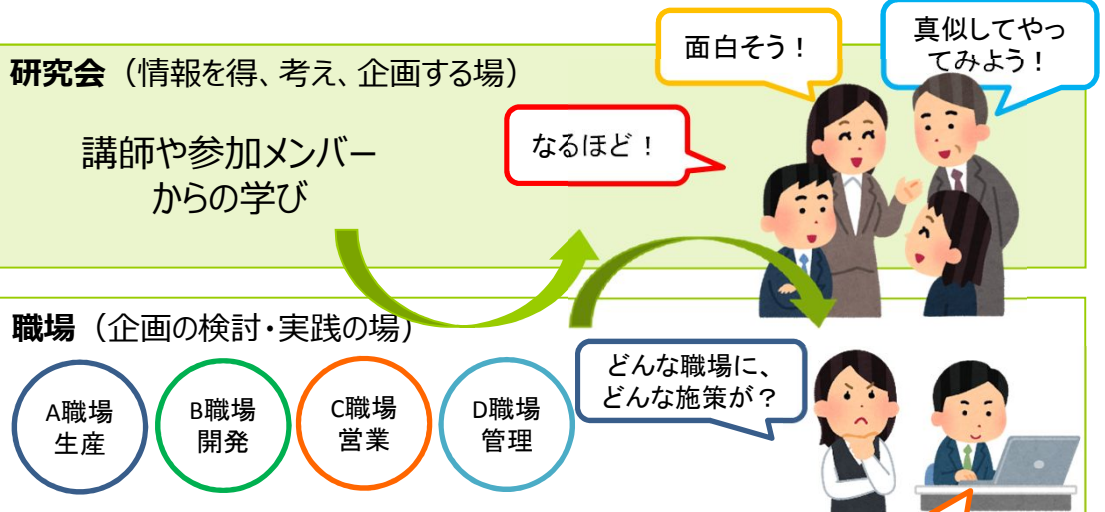 面白そう！
真似してやっ
てみよう！
研究会（情報を得、考え、企画する場）
なるほど！
講師や参加メンバー
からの学び
職場（企画の検討・実践の場）
どんな職場に、
どんな施策が？
A職場
生産
B職場
開発
C職場
営業
D職場
管理